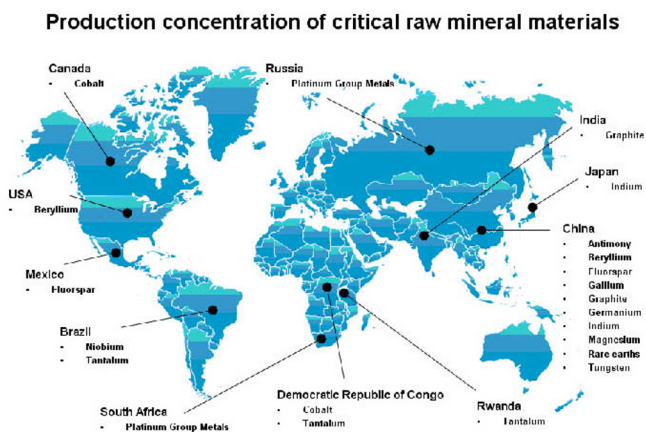 Production concentration of critical raw mineral materials
Canada
• Cobalt
Russia
• Platinum Group Metals
India
• Graphite
Japan
• Indium
USA
• Beryllium
China
• Antimony
• Beryllium
• Fluorspar
• Gallium
• Graphite
• Germanium
• Indium
• Magnesium
• Rare earths
• Tungsten
Mexico
• Fluorspar
Brazil
• Niobium
• Tantalum
South Africa
• Platinum Group Metals
Democratic Republic of Congo
• Cobalt
• Tantalum
Rwanda
• Tantalum